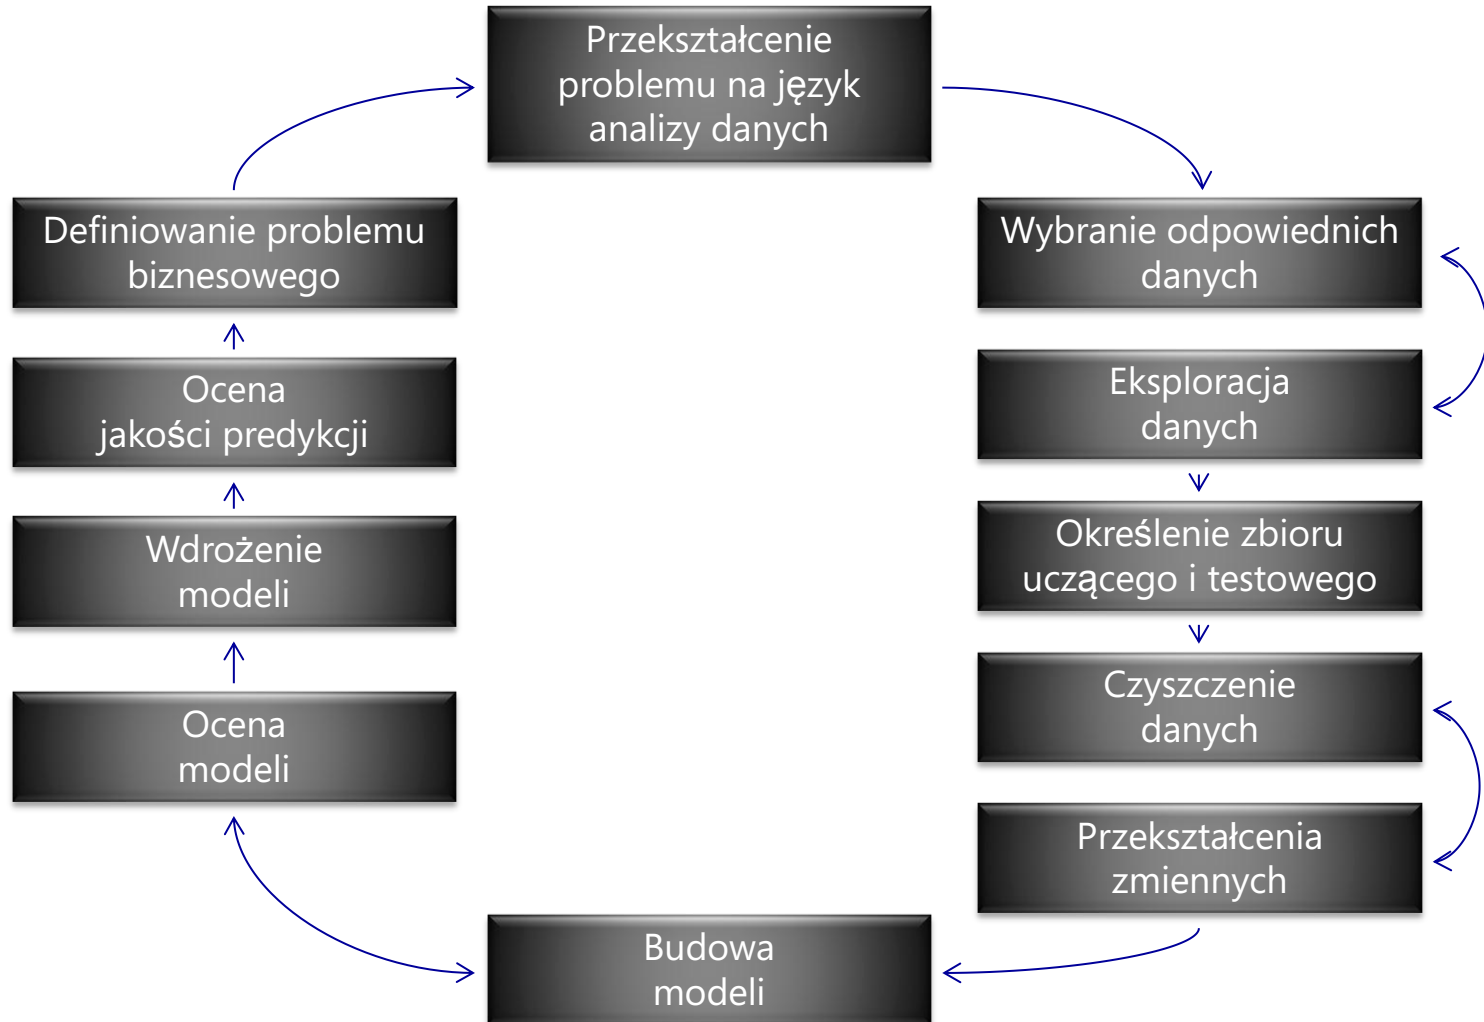 Przekształcenie
problemu na język
analizy danych
Wybranie odpowiednich
danych
Eksploracja
danych
Określenie zbioru
uczącego i testowego
Czyszczenie
danych
Przekształcenia
zmiennych
Budowa
modeli
Ocena
modeli
Wdrożenie
modeli
Ocena
jakości predykcji
Definiowanie problemu
biznesowego